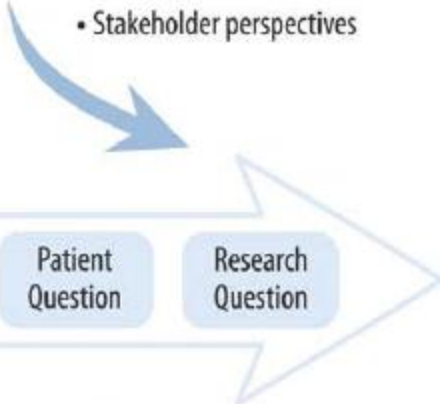 • Stakeholder perspectives
Patient
Question
Research
Question